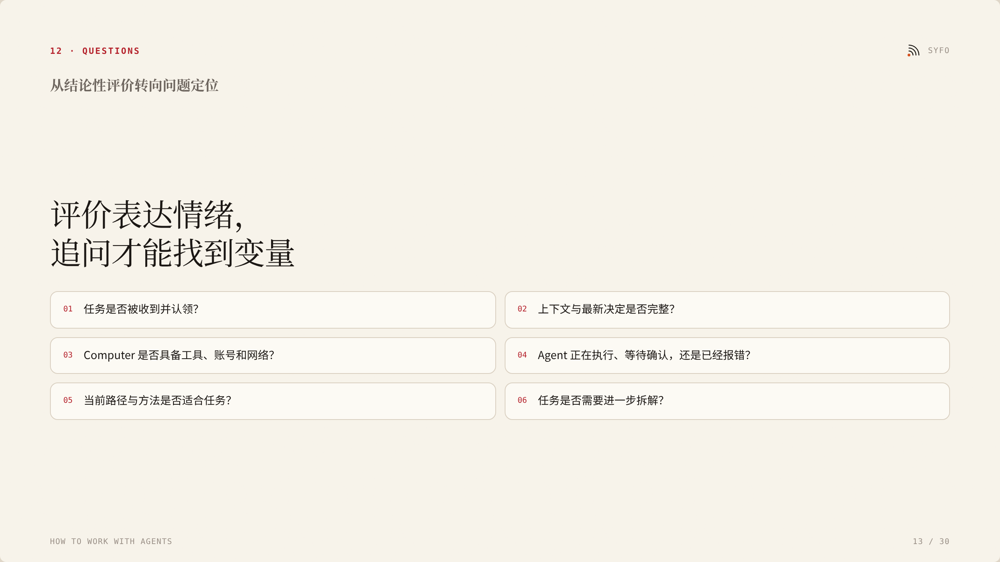 12 · QUESTIONS
SYFO
从结论性评价转向问题定位
评价表达情绪，
追问才能找到变量
01 任务是否被收到并认领？
02 上下文与最新决定是否完整？
03 Computer 是否具备工具、账号和网络？
04 Agent 正在执行、等待确认，还是已经报错？
05 当前路径与方法是否适合任务？
06 任务是否需要进一步拆解？
HOW TO WORK WITH AGENTS
13 / 30